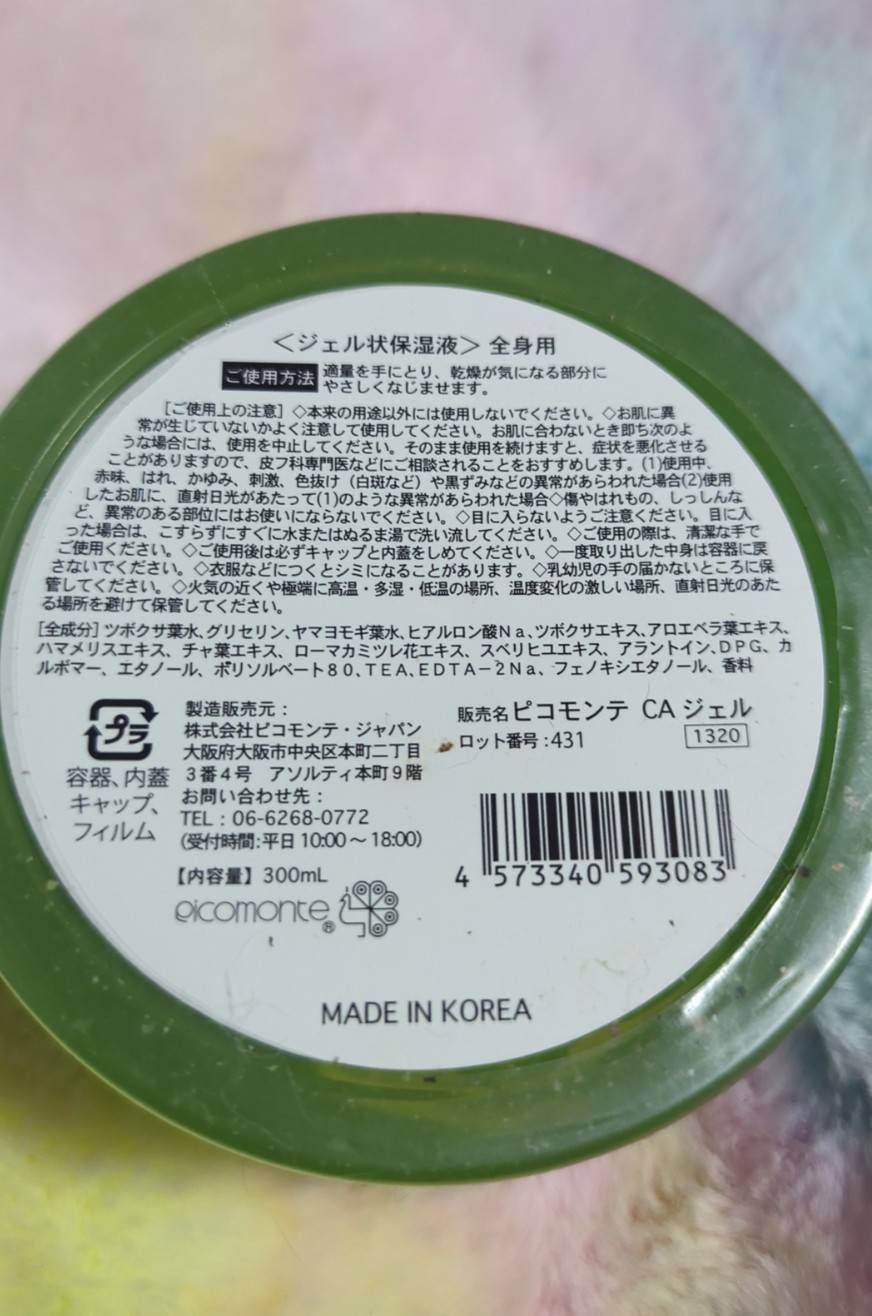 ＜ジェル状保湿液＞ 全身用
ご使用方法 適量を手にとり、乾燥が気になる部分に
やさしくなじませます。
［ご使用上の注意］◇本来の用途以外には使用しないでください。◇お肌に異
常が生じていないかよく注意して使用してください。お肌に合わないとき即ち次のよ
うな場合には、使用を中止してください。そのまま使用を続けますと、症状を悪化させる
ことがありますので、皮フ科専門医などにご相談されることをおすすめします。(1)使用中、
赤味、はれ、かゆみ、刺激、色抜け（白斑など）や黒ずみなどの異常があらわれた場合(2)使用
したお肌に、直射日光があたって(1)のような異常があらわれた場合◇傷やはれもの、しっしんな
ど、異常のある部位にはお使いにならないでください。◇目に入らないようご注意ください。目に入
った場合は、こすらずにすぐに水またはぬるま湯で洗い流してください。◇ご使用の際は、清潔な手で
ご使用ください。◇ご使用後は必ずキャップと内蓋をしめてください。◇一度取り出した中身は容器に戻
さないでください。◇衣服などにつくとシミになることがあります。◇乳幼児の手の届かないところに保
管してください。◇火気の近くや極端に高温・多湿・低温の場所、温度変化の激しい場所、直射日光のあた
る場所を避けて保管してください。
［全成分］ツボクサ葉水、グリセリン、ヤマヨモギ葉水、ヒアルロン酸Ｎａ、ツボクサエキス、アロエベラ葉エキス、
ハマメリスエキス、チャ葉エキス、ローマカミツレ花エキス、スベリヒユエキス、アラントイン、ＤＰＧ、カ
ルボマー、エタノール、ポリソルベート８０、ＴＥＡ、ＥＤＴＡ－２Ｎａ、フェノキシエタノール、香料
プラ
容器、内蓋
キャップ、
フィルム
製造販売元：
株式会社ピコモンテ・ジャパン
大阪府大阪市中央区本町二丁目
３番４号 アソルティ本町９階
お問い合わせ先：
TEL：06-6268-0772
（受付時間：平日 10:00～18:00）
【内容量】300mL
picomonte®
販売名 ピコモンテ CA ジェル
ロット番号：431
1320
4 573340 593083
MADE IN KOREA